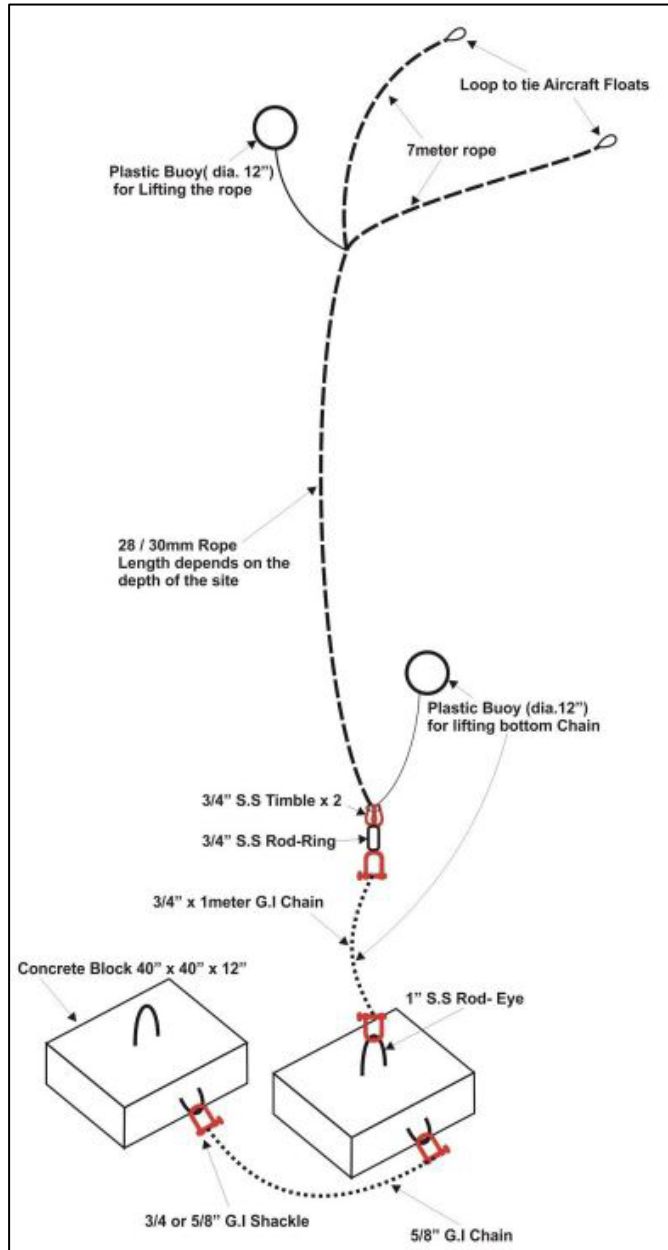 Loop to tie Aircraft Floats
7meter rope
Plastic Buoy( dia. 12”)
for Lifting the rope
28 / 30mm Rope
Length depends on the
depth of the site
Plastic Buoy (dia.12”)
for lifting bottom Chain
3/4” S.S Timble x 2
3/4” S.S Rod-Ring
3/4” x 1meter G.I Chain
Concrete Block 40” x 40” x 12”
1” S.S Rod- Eye
3/4 or 5/8” G.I Shackle
5/8” G.I Chain